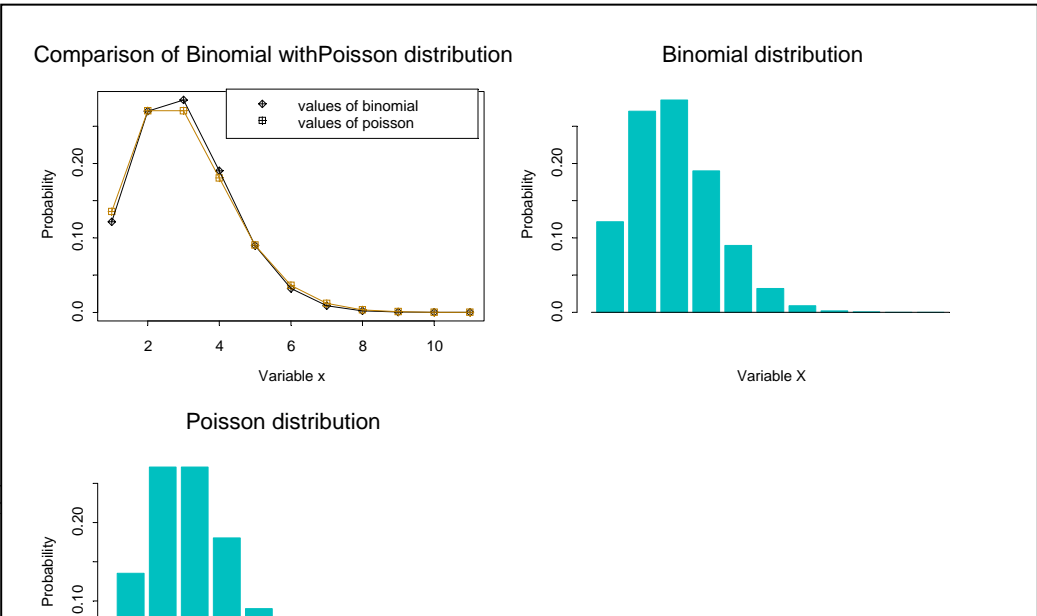 Comparison of Binomial withPoisson distribution
values of binomial
values of poisson
Probability
0.20
0.10
0.0
2 4 6 8 10
Variable x
Binomial distribution
Probability
0.20
0.10
0.0
Variable X
Poisson distribution
Probability
0.20
0.10